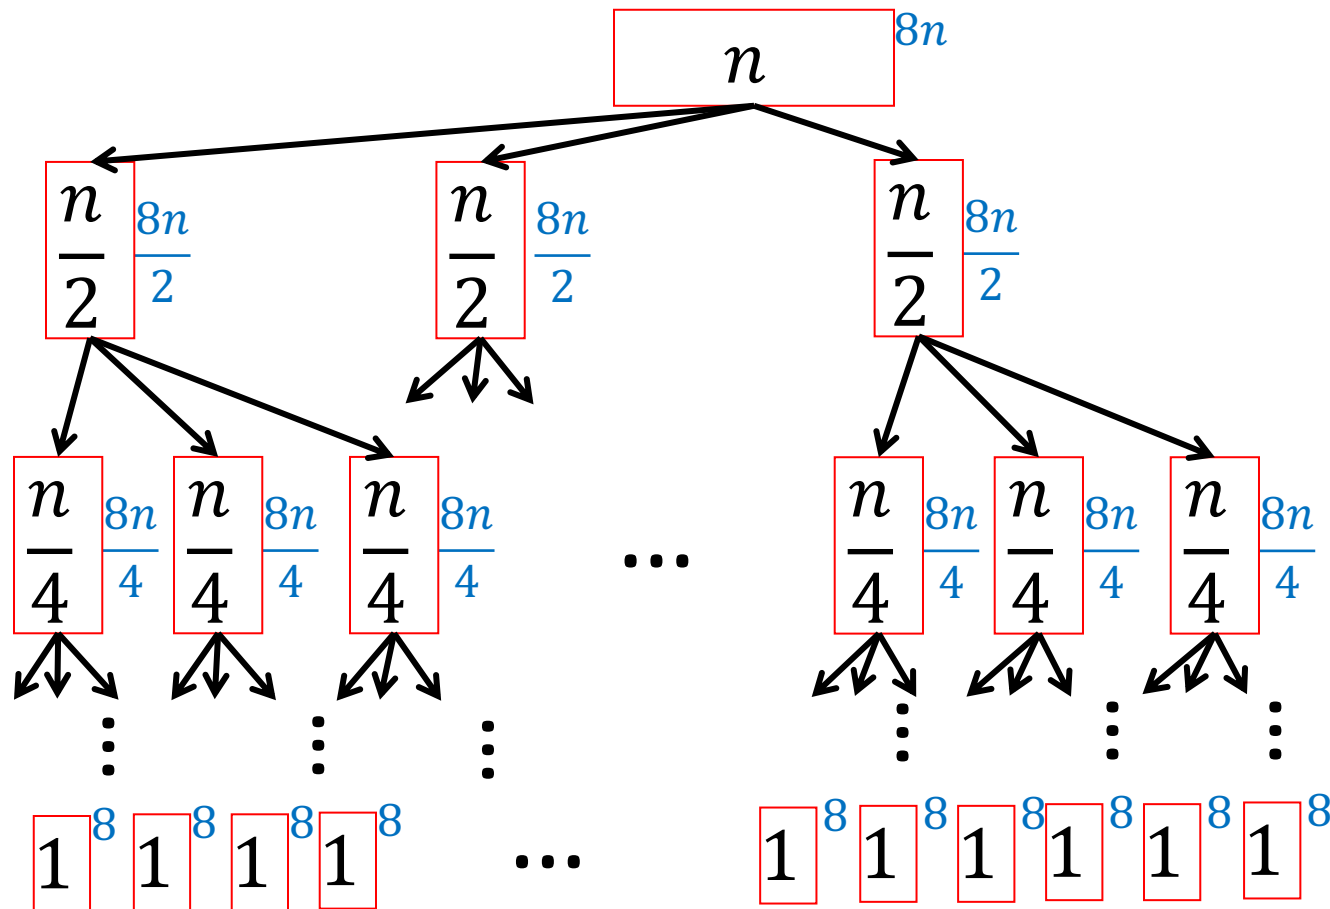 n 8n
n/2 8n/2 n/2 8n/2 n/2 8n/2
n/4 8n/4 n/4 8n/4 n/4 8n/4 … n/4 8n/4 n/4 8n/4 n/4 8n/4
⋮ ⋮ ⋮ ⋮ ⋮ ⋮
1 8 1 8 1 8 1 8 … 1 8 1 8 1 8 1 8 1 8 1 8